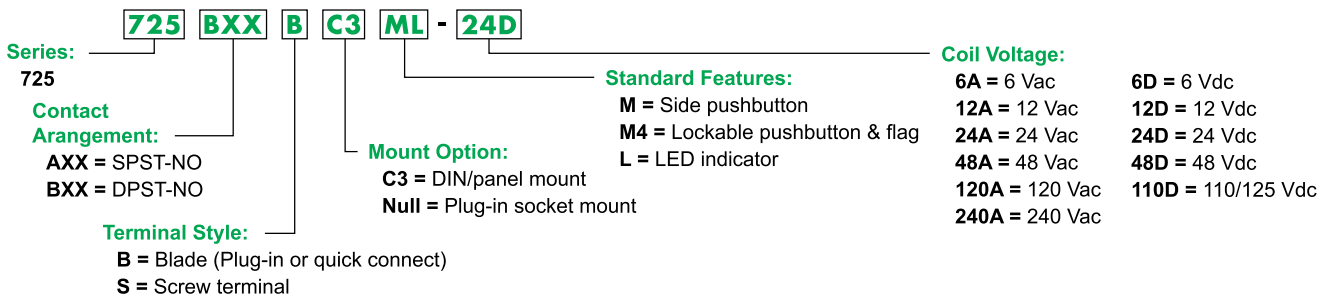 725 BXX B C3 ML - 24D
Series:
725
Contact
Arangement:
AXX = SPST-NO
BXX = DPST-NO
Terminal Style:
B = Blade (Plug-in or quick connect)
S = Screw terminal
Mount Option:
C3 = DIN/panel mount
Null = Plug-in socket mount
Standard Features:
M = Side pushbutton
M4 = Lockable pushbutton & flag
L = LED indicator
Coil Voltage:
6A = 6 Vac
12A = 12 Vac
24A = 24 Vac
48A = 48 Vac
120A = 120 Vac
240A = 240 Vac
6D = 6 Vdc
12D = 12 Vdc
24D = 24 Vdc
48D = 48 Vdc
110D = 110/125 Vdc